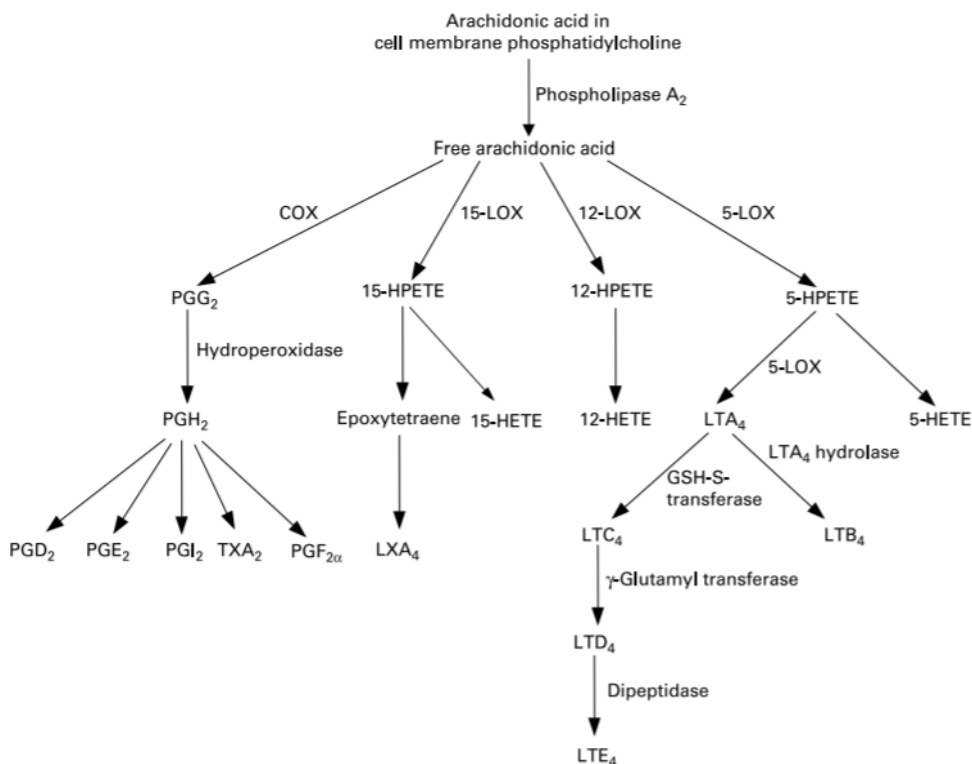 Arachidonic acid in
cell membrane phosphatidylcholine
Phospholipase A₂
Free arachidonic acid
COX
15-LOX
12-LOX
5-LOX
PGG₂
15-HPETE
12-HPETE
5-HPETE
Hydroperoxidase
5-LOX
PGH₂
Epoxytetraene
15-HETE
12-HETE
LTA₄
5-HETE
LTA₄ hydrolase
GSH-S-
transferase
PGD₂
PGE₂
PGI₂
TXA₂
PGF₂α
LXA₄
LTC₄
LTB₄
γ-Glutamyl transferase
LTD₄
Dipeptidase
LTE₄